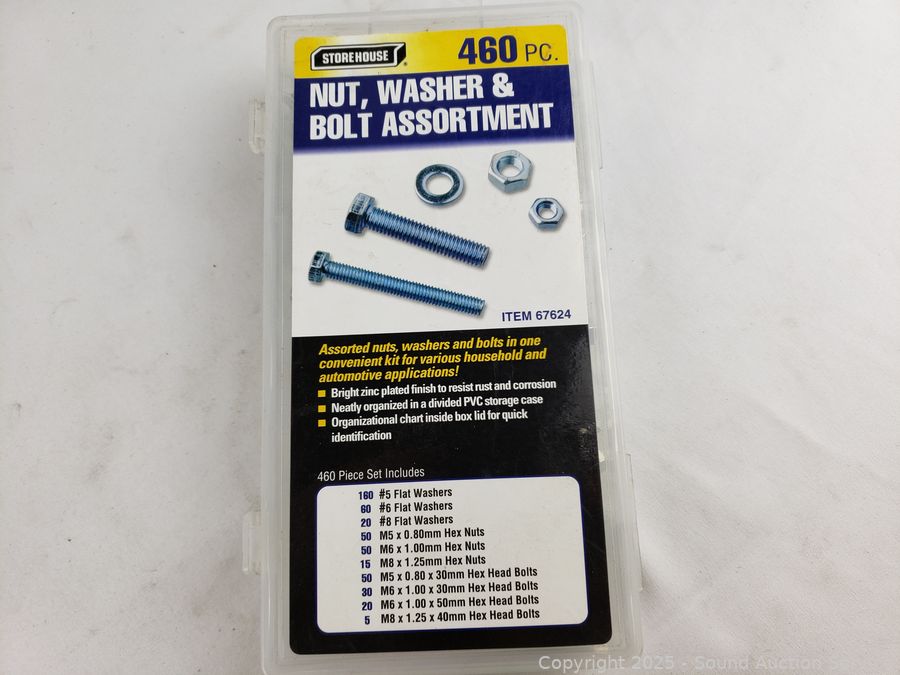 STOREHOUSE
460 PC.
NUT, WASHER &
BOLT ASSORTMENT
ITEM 67624
Assorted nuts, washers and bolts in one
convenient kit for various household and
automotive applications!
Bright zinc plated finish to resist rust and corrosion
Neatly organized in a divided PVC storage case
Organizational chart inside box lid for quick
identification
460 Piece Set Includes
160 #5 Flat Washers
60 #6 Flat Washers
20 #8 Flat Washers
50 M5 x 0.80mm Hex Nuts
50 M6 x 1.00mm Hex Nuts
15 M8 x 1.25mm Hex Nuts
50 M5 x 0.80 x 30mm Hex Head Bolts
30 M6 x 1.00 x 30mm Hex Head Bolts
20 M6 x 1.00 x 50mm Hex Head Bolts
5 M8 x 1.25 x 40mm Hex Head Bolts
Copyright 2025 - Sound Auction